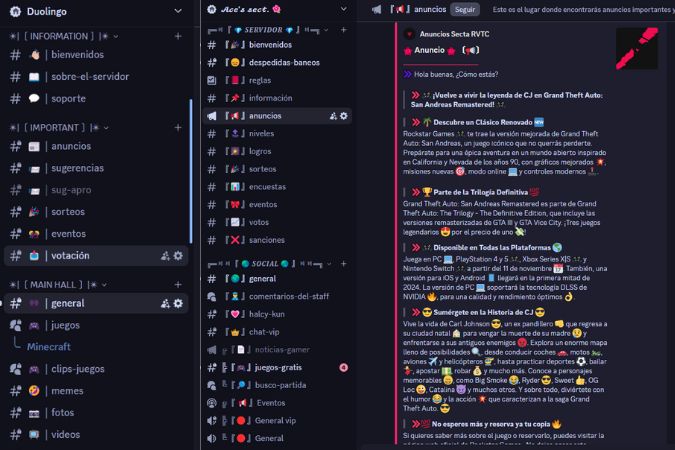 Duolingo
*| [ INFORMATION ] |*
| bienvenidos
| sobre-el-servidor
| soporte
*| [ IMPORTANT ] |*
| anuncios
| sugerencias
| sug-apro
| sorteos
| eventos
| votación
*| [ MAIN HALL ] |*
| general
| juegos
Minecraft
| clips-juegos
| memes
| fotos
| videos
Ace's sect.
SERVIDOR
『🎉』bienvenidos
『😞』despedidas-baneos
『📕』reglas
『📌』información
『📢』anuncios
『🔮』niveles
『💥』logros
『🎉』sorteos
『📊』encuestas
『❤️』eventos
『📈』votos
『❌』sanciones
『🌍』SOCIAL『🌍』
『🌍』general
『👨‍💼』comentarios-del-staff
『💗』halcy-kun
『👑』chat-vip
『📄』noticias-gamer
『🎮』juegos-gratis
4
『🔎』busco-partida
『📢』Eventos
『🔴』General vip
『🔴』General
『📢』anuncios
Seguir
Este es el lugar donde encontrarás anuncios importantes y
Anuncios Secta RVTC
Anuncio
Hola buenas, ¿Cómo estás?
¡Vuelve a vivir la leyenda de CJ en Grand Theft Auto:
San Andreas Remastered!
Descubre un Clásico Renovado
Rockstar Games te trae la versión mejorada de Grand Theft
Auto: San Andreas, un juego icónico que no querrás perderte.
Prepárate para una épica aventura en un mundo abierto inspirado
en California y Nevada de los años 90, con gráficos mejorados,
misiones nuevas, modo online y controles modernos
Parte de la Trilogía Definitiva
Grand Theft Auto: San Andreas Remastered es parte de Grand
Theft Auto: The Trilogy - The Definitive Edition, que incluye las
versiones remasterizadas de GTA III y GTA Vice City. ¡Tres juegos
legendarios por el precio de uno!
Disponible en Todas las Plataformas
Juega en PC, PlayStation 4 y 5, Xbox Series X|S y
Nintendo Switch a partir del 11 de noviembre. También, una
versión para iOS y Android llegará en la primera mitad de
2024. La versión de PC soportará la tecnología DLSS de
NVIDIA, para una calidad y rendimiento óptimos
Sumérgete en la Historia de CJ
Vive la vida de Carl Johnson, un ex pandillero que regresa a
su ciudad natal para vengar la muerte de su madre y
enfrentarse a sus antiguos enemigos. Explora un enorme mapa
lleno de posibilidades, desde conducir coches, motos,
aviones y helicópteros, hasta practicar deportes, bailar
, apostar, robar y mucho más. Conoce a personajes
memorables, como Big Smoke, Ryder, Sweet, OG
Loc, Catalina y muchos otros. Y sobre todo, diviértete con
el humor y la acción que caracterizan a la saga Grand
Theft Auto.
No esperes más y reserva ya tu copia
Si quieres saber más sobre el juego o reservarlo, puedes visitar la